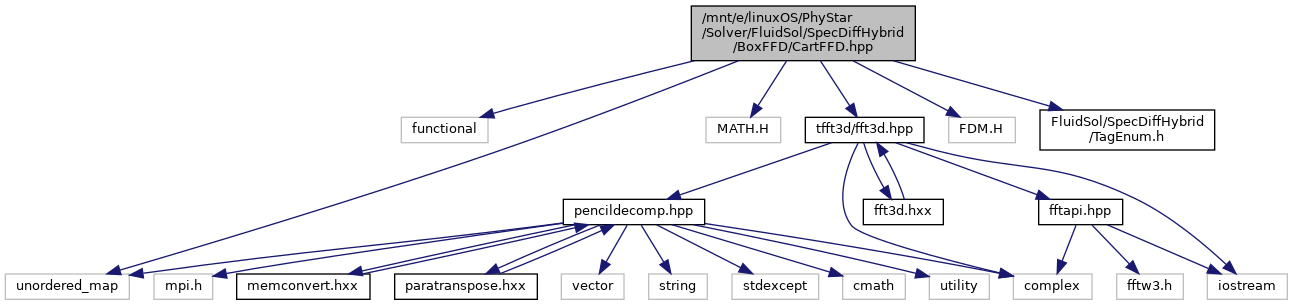 /mnt/e/linuxOS/PhyStar
/Solver/FluidSol/SpecDiffHybrid
/BoxFFD/CartFFD.hpp
functional
MATH.H
tfft3d/fft3d.hpp
FDM.H
FluidSol/SpecDiffHybrid
/TagEnum.h
pencildecomp.hpp
fft3d.hxx
fftapi.hpp
unordered_map
mpi.h
memconvert.hxx
paratranspose.hxx
vector
string
stdexcept
cmath
utility
complex
fftw3.h
iostream